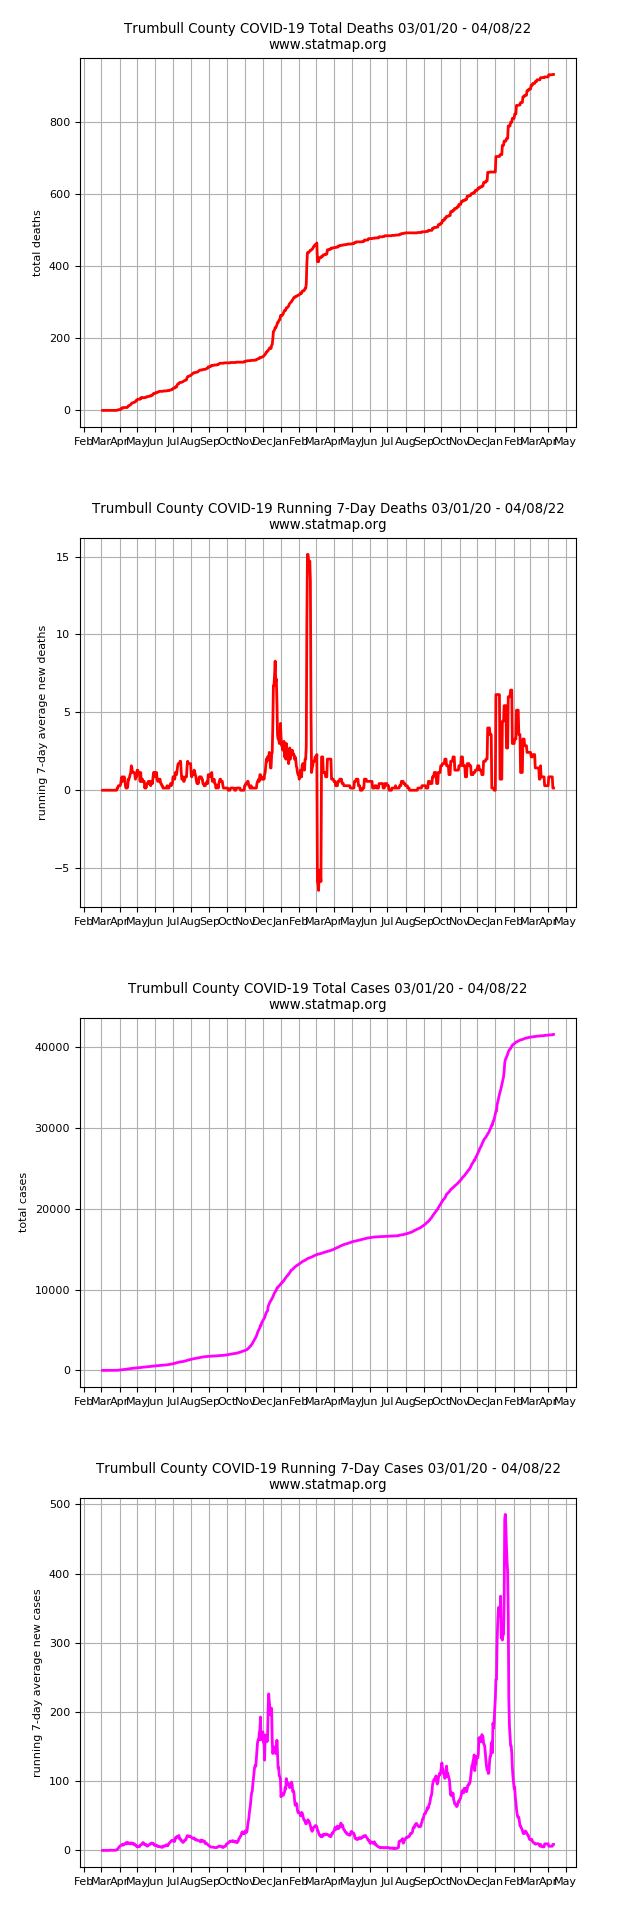 Trumbull County COVID-19 Total Deaths 03/01/20 - 04/08/22
www.statmap.org
800
600
400
200
0
total deaths
Feb Mar Apr May Jun Jul Aug Sep Oct Nov Dec Jan Feb Mar Apr May Jun Jul Aug Sep Oct Nov Dec Jan Feb Mar Apr May
Trumbull County COVID-19 Running 7-Day Deaths 03/01/20 - 04/08/22
www.statmap.org
15
10
5
0
−5
running 7-day average new deaths
Feb Mar Apr May Jun Jul Aug Sep Oct Nov Dec Jan Feb Mar Apr May Jun Jul Aug Sep Oct Nov Dec Jan Feb Mar Apr May
Trumbull County COVID-19 Total Cases 03/01/20 - 04/08/22
www.statmap.org
40000
30000
20000
10000
0
total cases
Feb Mar Apr May Jun Jul Aug Sep Oct Nov Dec Jan Feb Mar Apr May Jun Jul Aug Sep Oct Nov Dec Jan Feb Mar Apr May
Trumbull County COVID-19 Running 7-Day Cases 03/01/20 - 04/08/22
www.statmap.org
500
400
300
200
100
0
running 7-day average new cases
Feb Mar Apr May Jun Jul Aug Sep Oct Nov Dec Jan Feb Mar Apr May Jun Jul Aug Sep Oct Nov Dec Jan Feb Mar Apr May